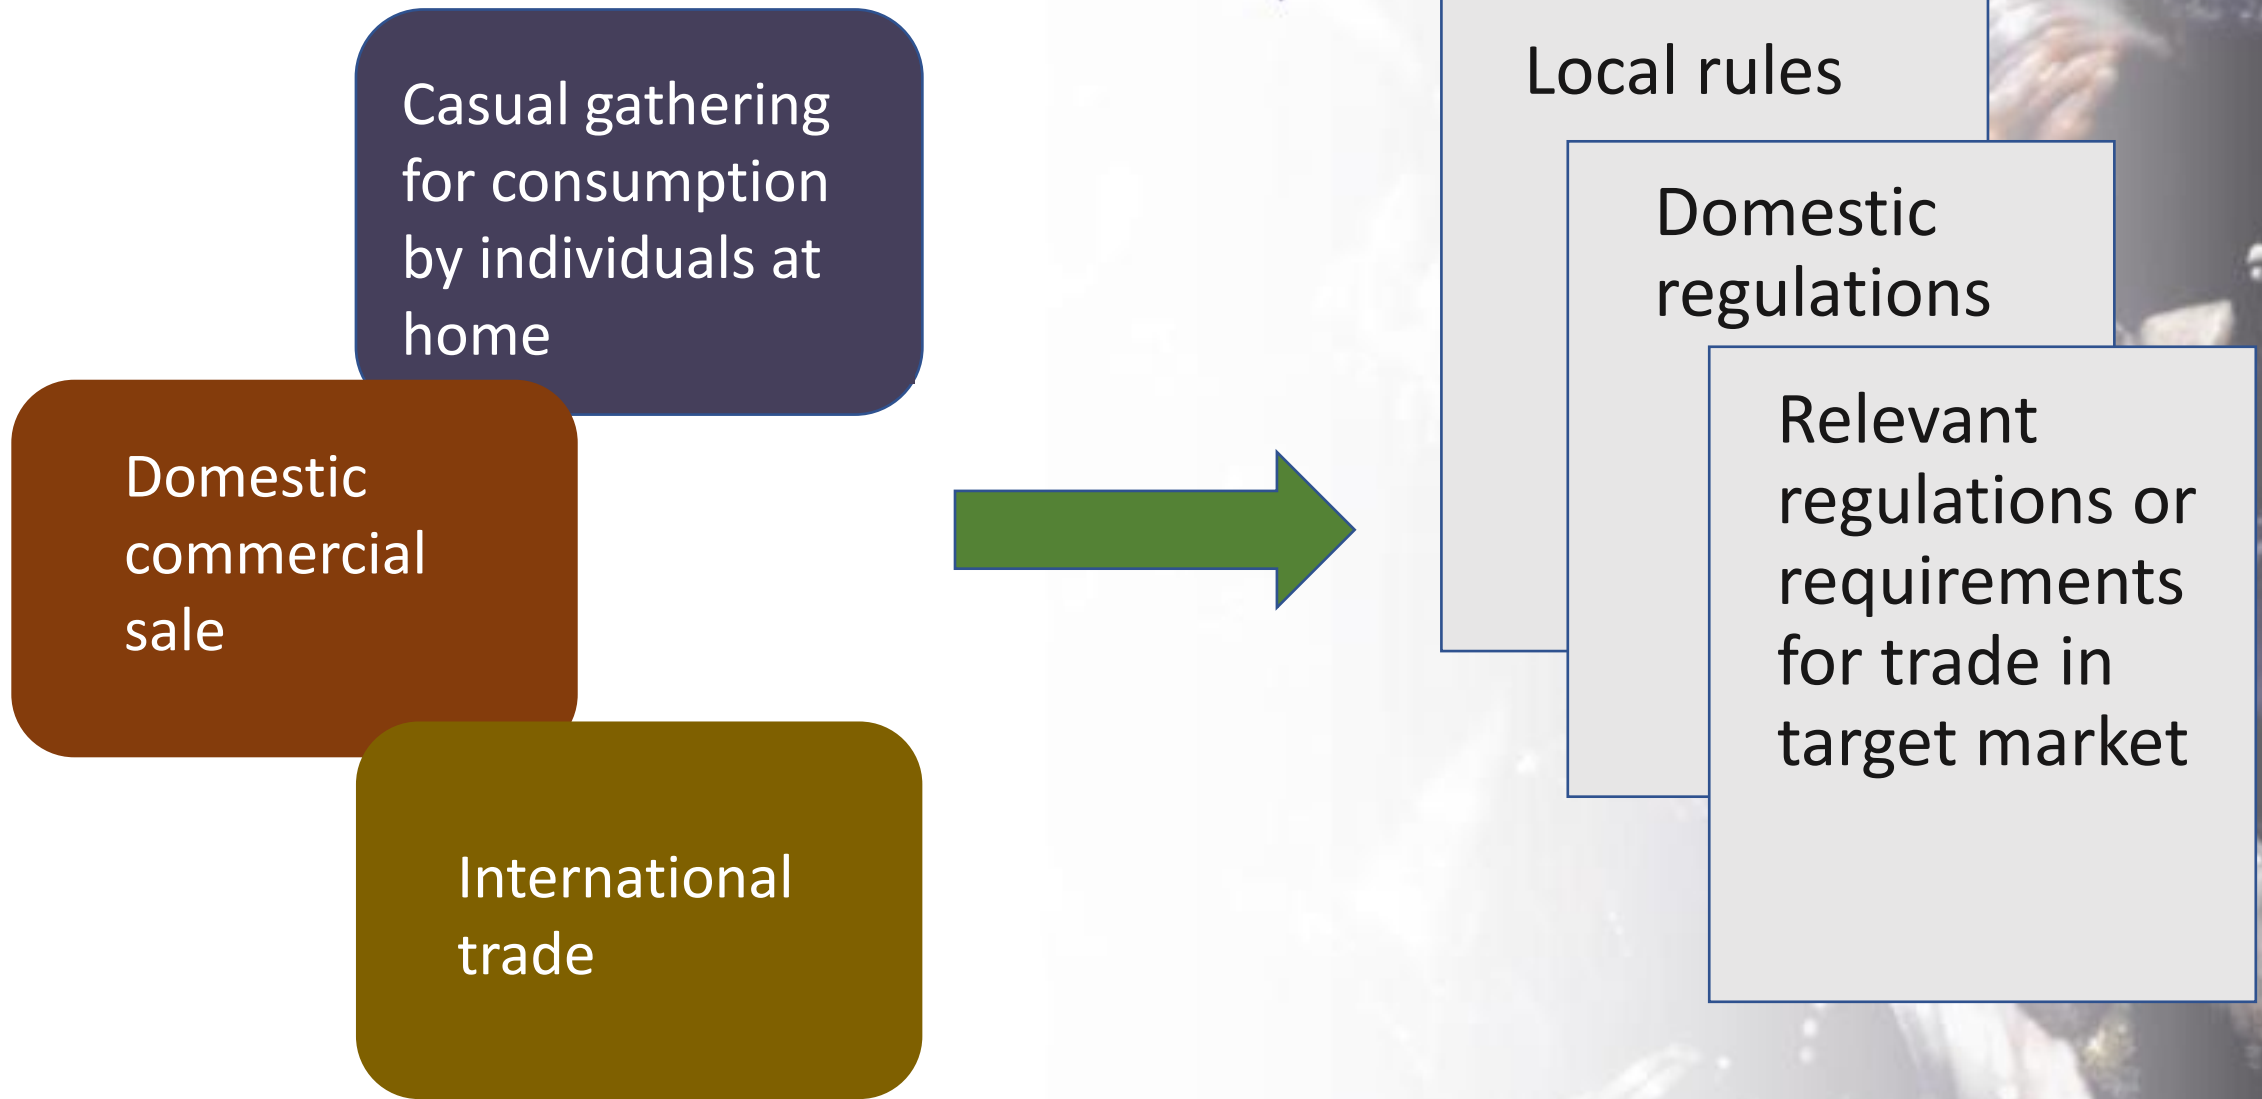 Casual gathering
for consumption
by individuals at
home
Domestic
commercial
sale
International
trade
Local rules
Domestic
regulations
Relevant
regulations or
requirements
for trade in
target market